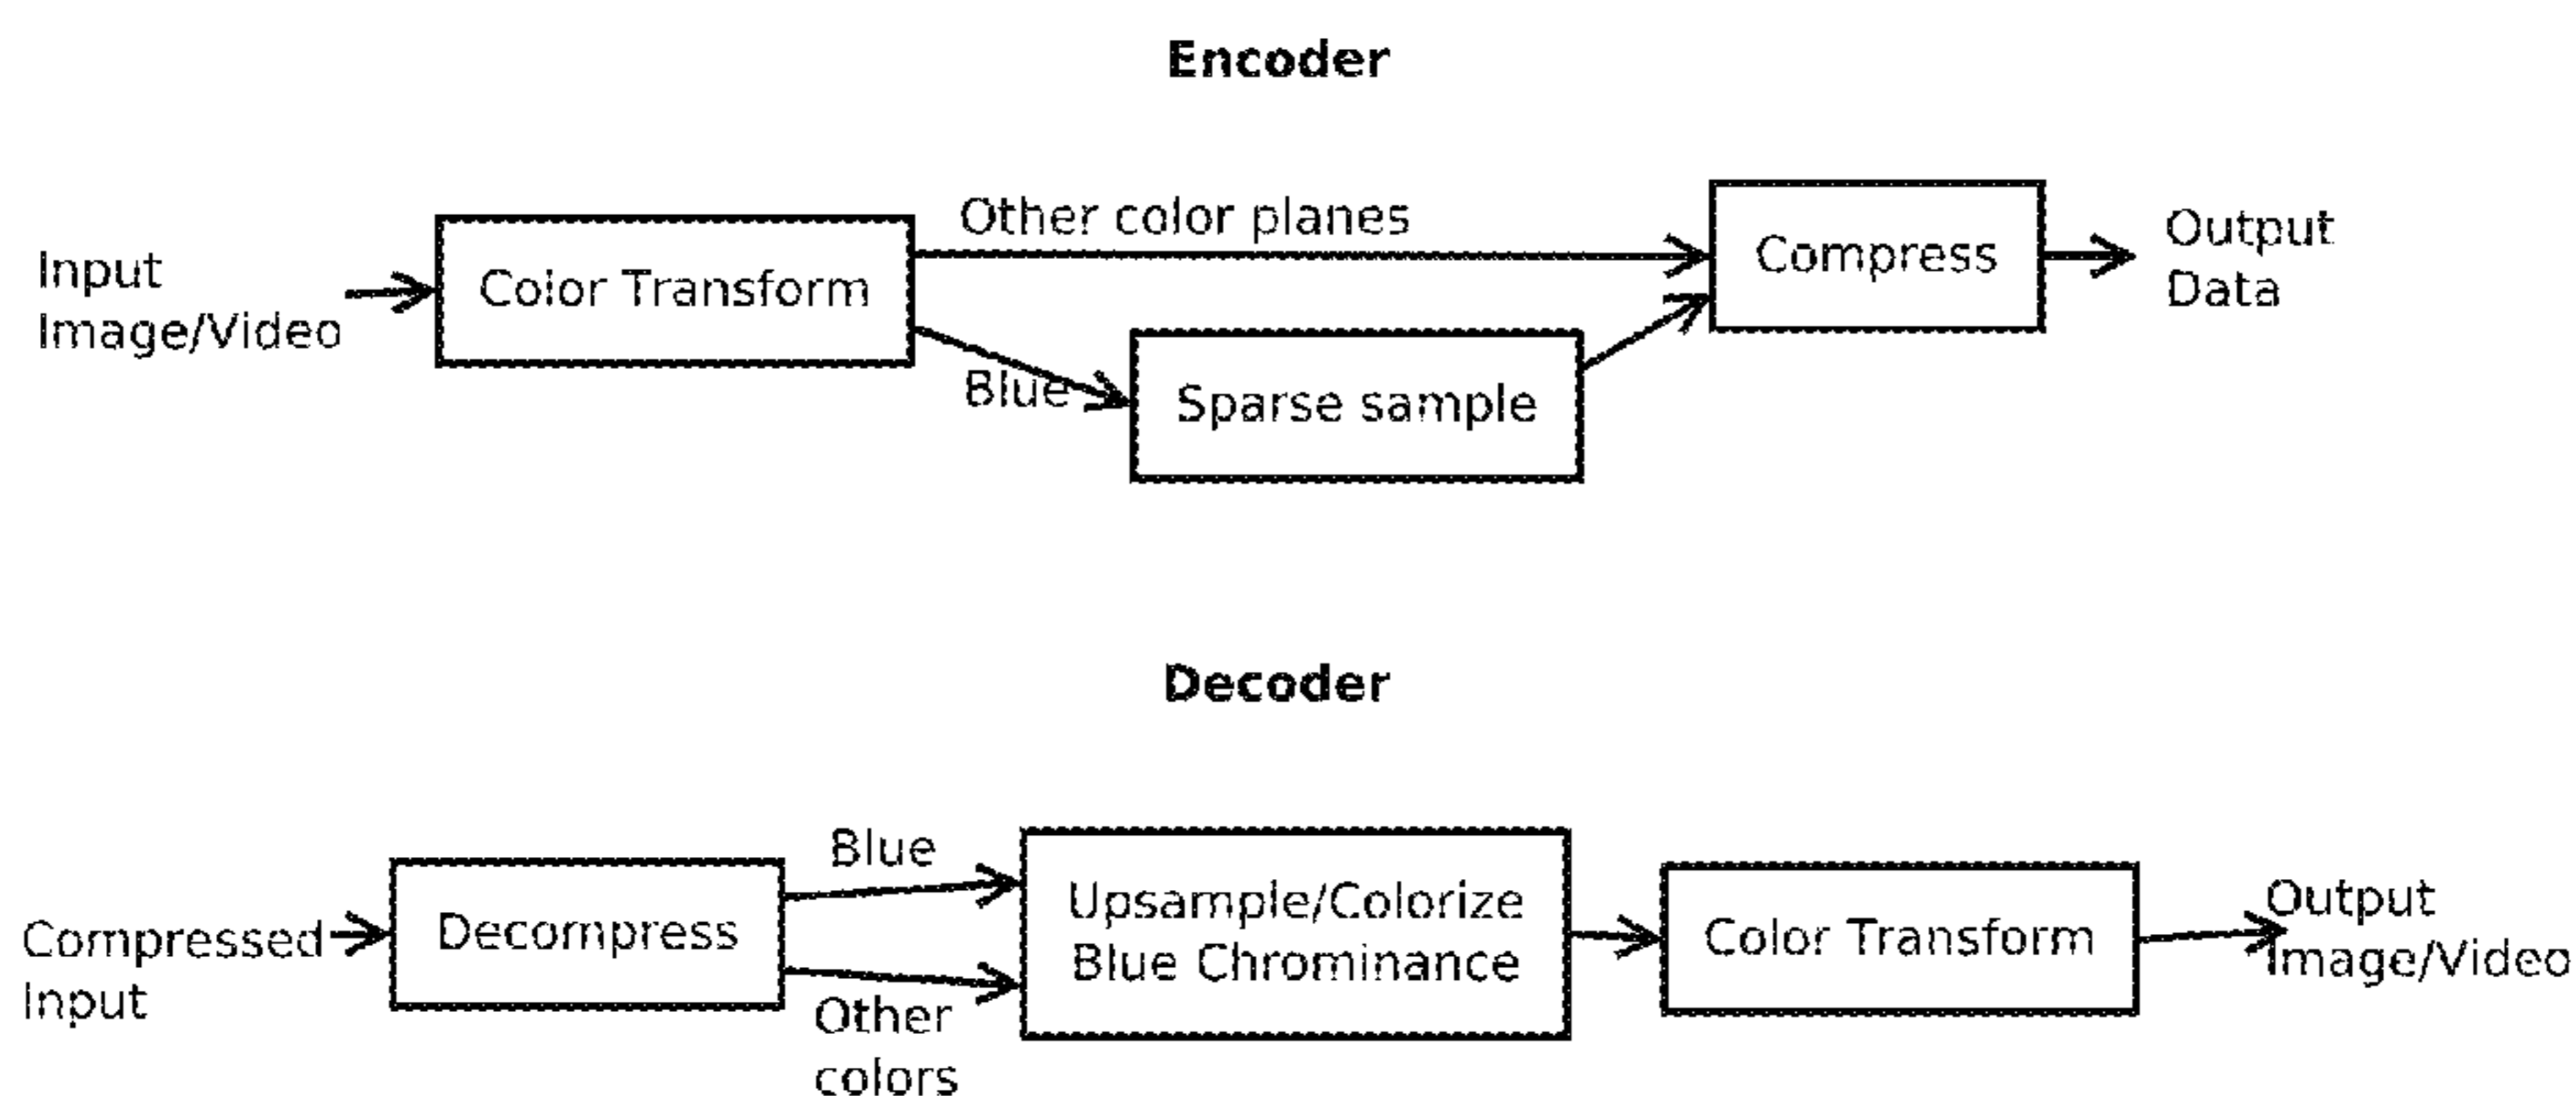 Encoder
Other color planes
Input
Image/Video
Color Transform
Compress
Output
Data
Blue
Sparse sample
Decoder
Blue
Compressed
Input
Decompress
Upsample/Colorize
Blue Chrominance
Color Transform
Output
Image/Video
Other
colors